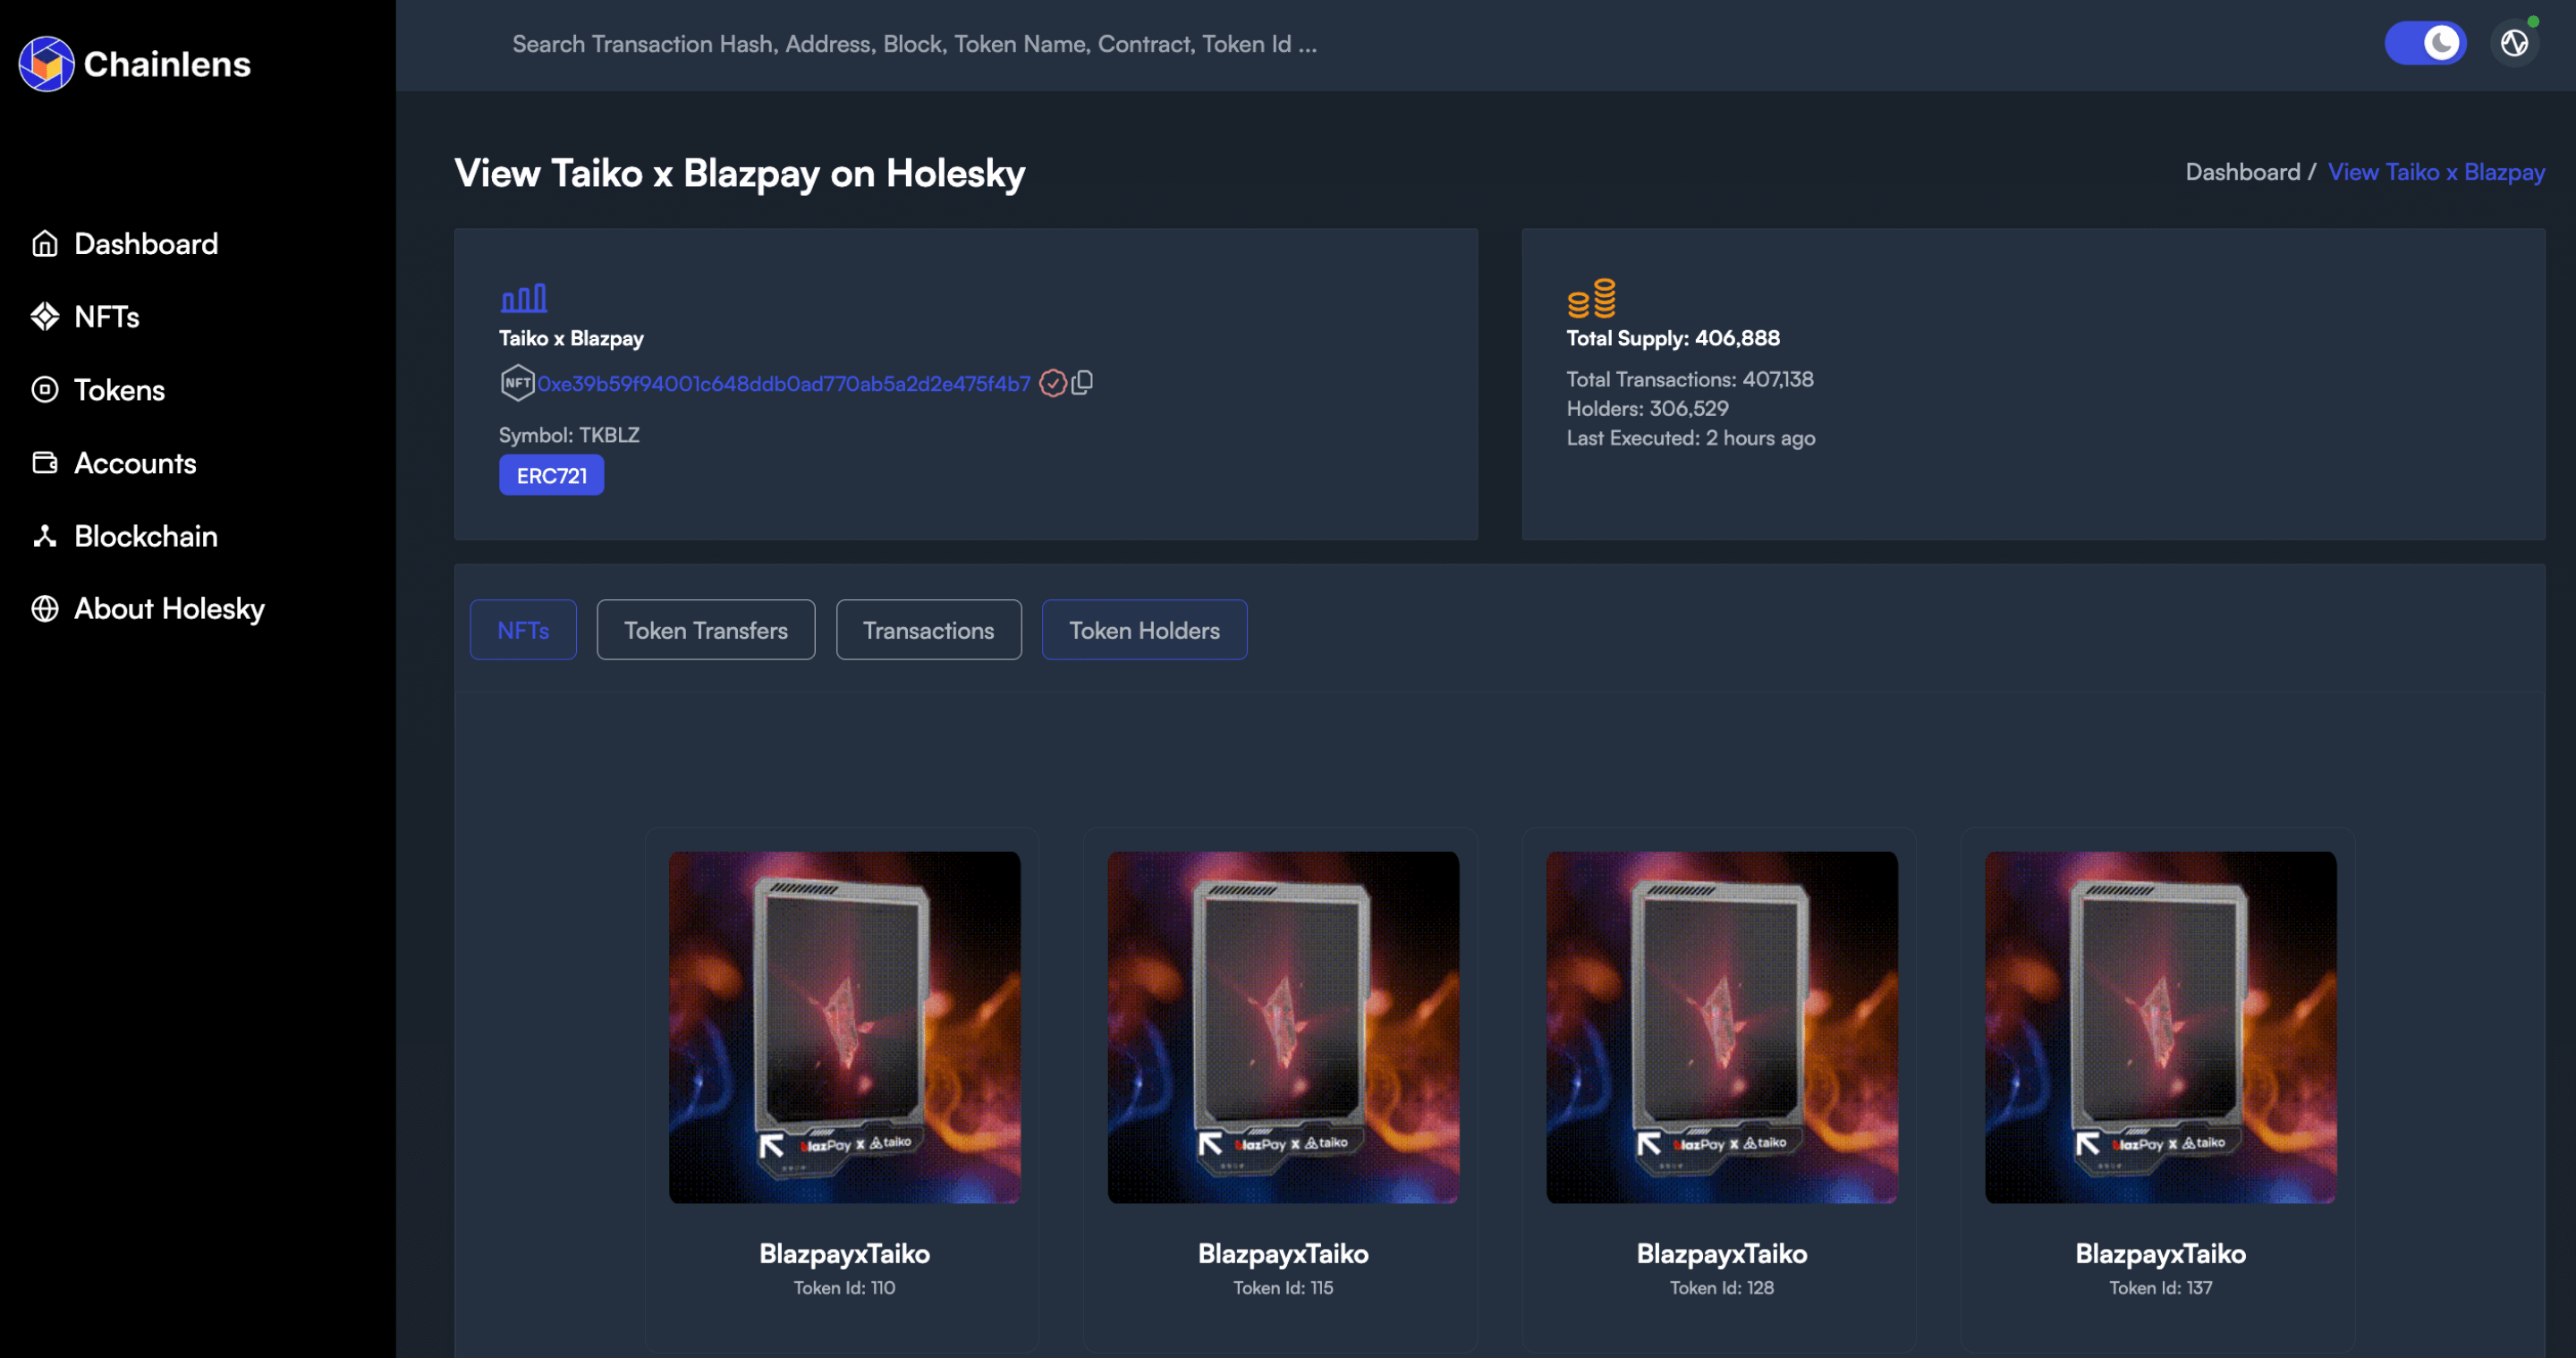 Chainlens
Search Transaction Hash, Address, Block, Token Name, Contract, Token Id ...
Dashboard
NFTs
Tokens
Accounts
Blockchain
About Holesky
View Taiko x Blazpay on Holesky
Dashboard / View Taiko x Blazpay
Taiko x Blazpay
NFT 0xe39b59f94001c648ddb0ad770ab5a2d2e475f4b7
Symbol: TKBLZ
ERC721
Total Supply: 406,888
Total Transactions: 407,138
Holders: 306,529
Last Executed: 2 hours ago
NFTs
Token Transfers
Transactions
Token Holders
blazPay X taiko
BlazpayxTaiko
Token Id: 110
blazPay X taiko
BlazpayxTaiko
Token Id: 115
blazPay X taiko
BlazpayxTaiko
Token Id: 128
blazPay X taiko
BlazpayxTaiko
Token Id: 137